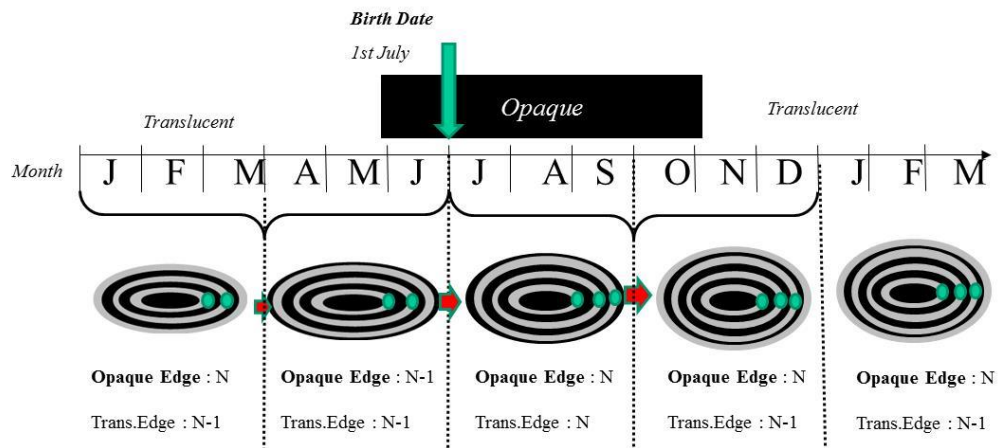 Birth Date
1st July
Opaque
Translucent
Translucent
Month
J F M A M J J A S O N D J F M
Opaque Edge : N
Opaque Edge : N-1
Opaque Edge : N
Opaque Edge : N
Opaque Edge : N
Trans.Edge : N-1
Trans.Edge : N-1
Trans.Edge : N
Trans.Edge : N-1
Trans.Edge : N-1